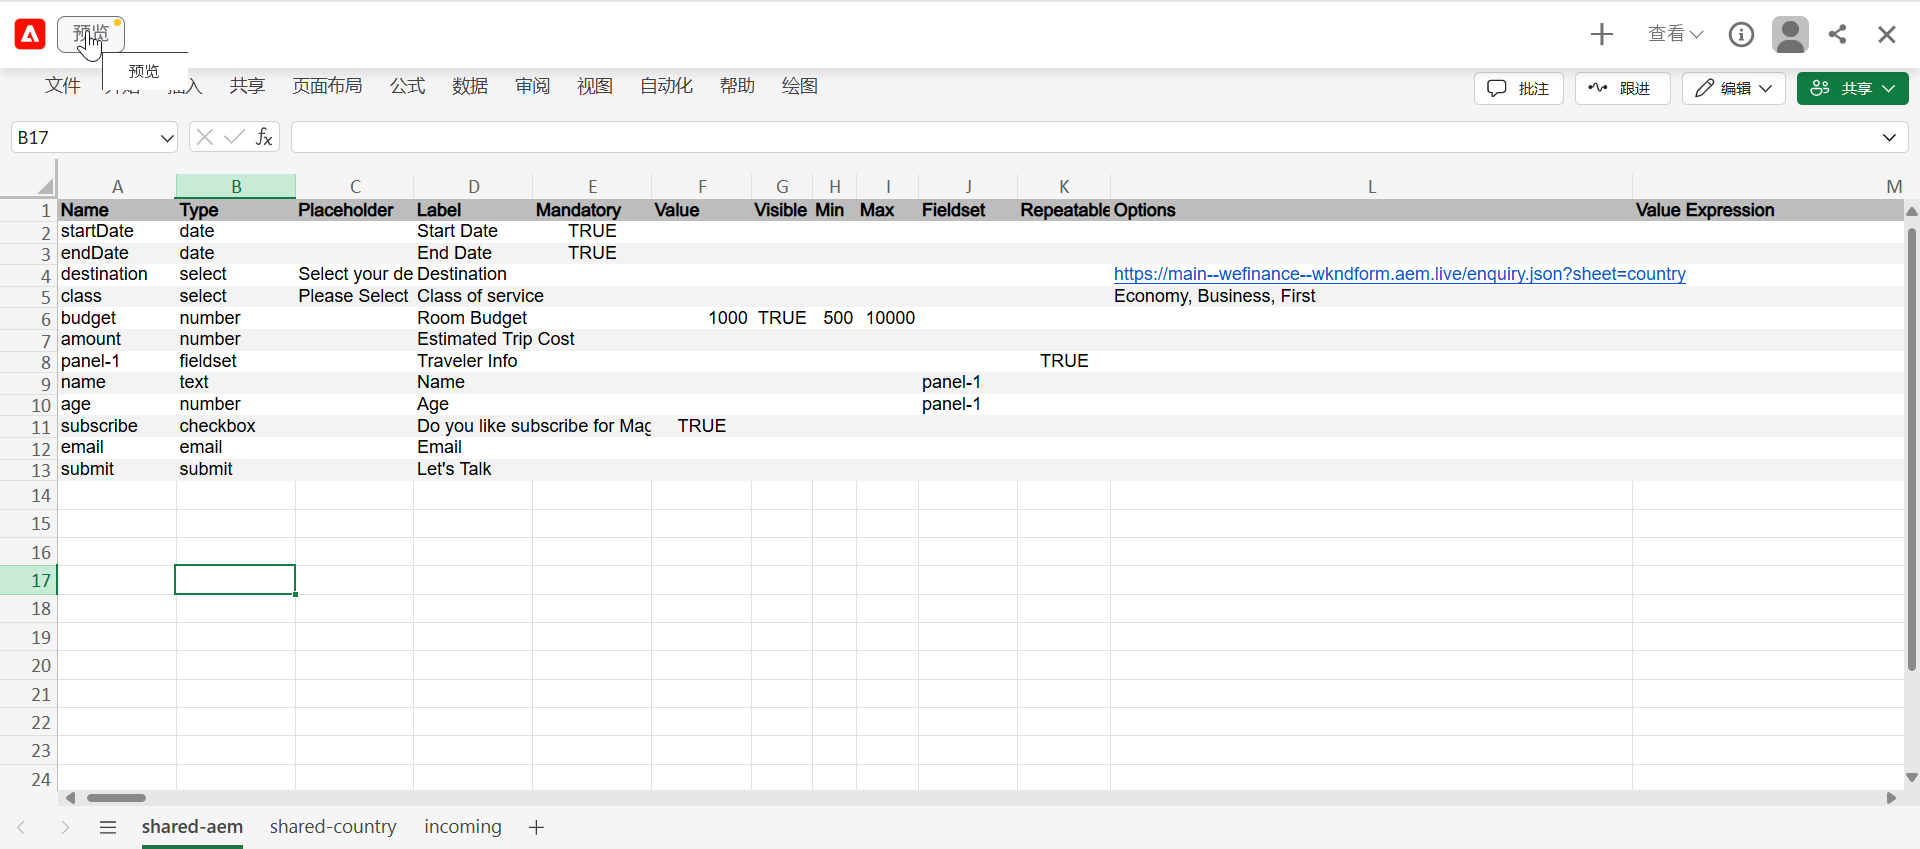 预览
查看
预览
文件 共享 页面布局 公式 数据 审阅 视图 自动化 帮助 绘图
批注 跟进 编辑 共享
B17 fx
A B C D E F G H I J K L M
1 Name Type Placeholder Label Mandatory Value Visible Min Max Fieldset Repeatable Options Value Expression
2 startDate date Start Date TRUE
3 endDate date End Date TRUE
4 destination select Select your de Destination https://main--wefinance--wkndform.aem.live/enquiry.json?sheet=country
5 class select Please Select Class of service Economy, Business, First
6 budget number Room Budget 1000 TRUE 500 10000
7 amount number Estimated Trip Cost
8 panel-1 fieldset Traveler Info TRUE
9 name text Name panel-1
10 age number Age panel-1
11 subscribe checkbox Do you like subscribe for Mag TRUE
12 email email Email
13 submit submit Let's Talk
14
15
16
17
18
19
20
21
22
23
24
shared-aem shared-country incoming